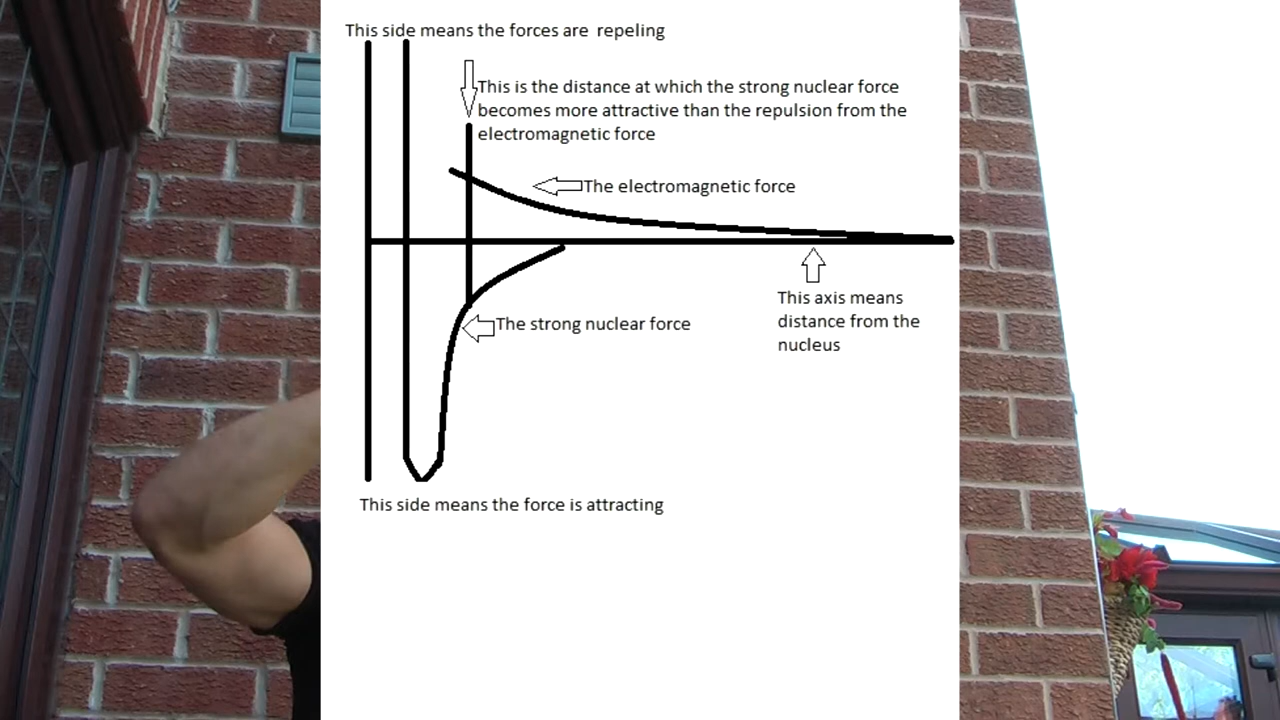 This side means the forces are repeling
This is the distance at which the strong nuclear force
becomes more attractive than the repulsion from the
electromagnetic force
The electromagnetic force
This axis means
distance from the
nucleus
The strong nuclear force
This side means the force is attracting